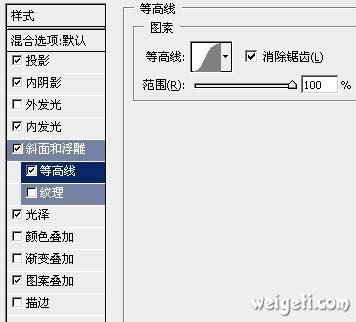 样式
混合选项:默认
投影
内阴影
外发光
内发光
斜面和浮雕
等高线
纹理
光泽
颜色叠加
渐变叠加
图案叠加
描边
等高线
图素
等高线:
消除锯齿(L)
范围(R):
100 %
weigeti.com